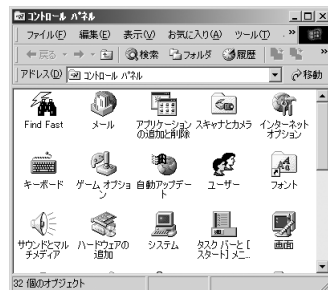 コントロール パネル
ファイル(F) 編集(E) 表示(V) お気に入り(A) ツール(T) »
戻る 検索 フォルダ 履歴 »
アドレス(D) コントロール パネル 移動
Find Fast メール アプリケーションの追加と削除 スキャナとカメラ インターネット オプション
キーボード ゲーム オプション 自動アップデート ユーザー フォント
サウンドとマルチメディア ハードウェアの追加 システム タスク バーと [スタート] メニ... 画面
32 個のオブジェクト